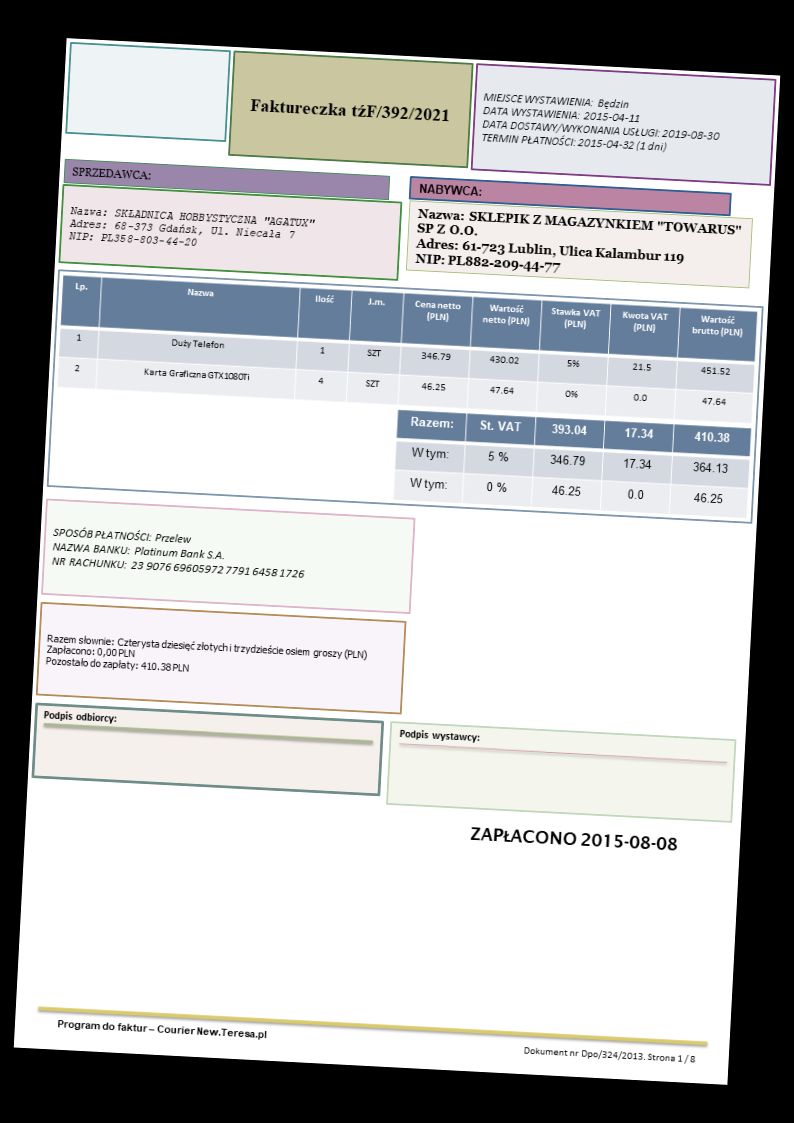 Faktureczka tźF/392/2021
MIEJSCE WYSTAWIENIA: Będzin
DATA WYSTAWIENIA: 2015-04-11
DATA DOSTAWY/WYKONANIA USŁUGI: 2019-08-30
TERMIN PŁATNOŚCI: 2015-04-32 (1 dni)
SPRZEDAWCA:
Nazwa: SKŁADNICA HOBBYSTYCZNA "AGATUX"
Adres: 68-373 Gdańsk, Ul. Niecała 7
NIP: PL358-803-44-20
NABYWCA:
Nazwa: SKLEPIK Z MAGAZYNKIEM "TOWARUS"
SP Z O.O.
Adres: 61-723 Lublin, Ulica Kalambur 119
NIP: PL882-209-44-77
Lp. Nazwa Ilość J.m. Cena netto (PLN) Wartość netto (PLN) Stawka VAT (PLN) Kwota VAT (PLN) Wartość brutto (PLN)
1 Duży Telefon 1 SZT 346.79 430.02 5% 21.5 451.52
2 Karta Graficzna GTX1080Ti 4 SZT 46.25 47.64 0% 0.0 47.64
Razem: St. VAT 393.04 17.34 410.38
W tym: 5 % 346.79 17.34 364.13
W tym: 0 % 46.25 0.0 46.25
SPOSÓB PŁATNOŚCI: Przelew
NAZWA BANKU: Platinum Bank S.A.
NR RACHUNKU: 23 9076 69605972 7791 6458 1726
Razem słownie: Czterysta dziesięć złotych i trzydzieście osiem groszy (PLN)
Zapłacono: 0,00 PLN
Pozostało do zapłaty: 410.38 PLN
Podpis odbiorcy:
Podpis wystawcy:
ZAPŁACONO 2015-08-08
Program do faktur – Courier New.Teresa.pl
Dokument nr Dpo/324/2013. Strona 1 / 8